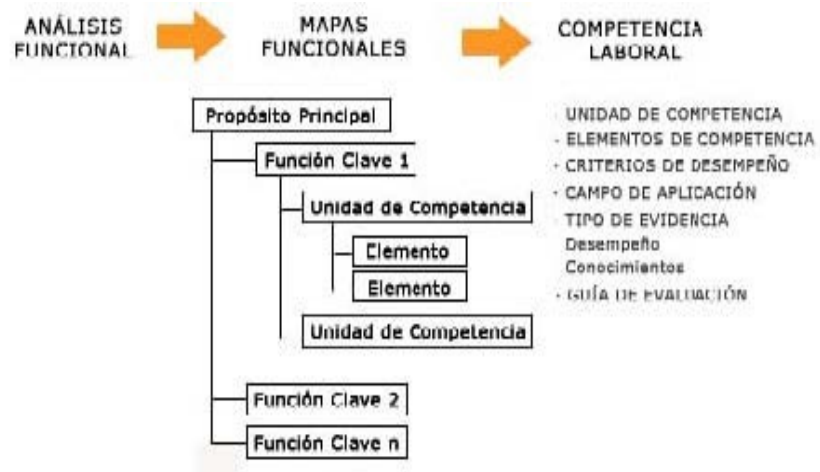 ANÁLISIS
FUNCIONAL
MAPAS
FUNCIONALES
COMPETENCIA
LABORAL
Propósito Principal
Función Clave 1
Unidad de Competencia
Elemento
Elemento
Unidad de Competencia
Función Clave 2
Función Clave n
· UNIDAD DE COMPETENCIA
· ELEMENTOS DE COMPETENCIA
· CRITERIOS DE DESEMPEÑO
· CAMPO DE APLICACIÓN
· TIPO DE EVIDENCIA
Desempeño
Conocimientos
· GUÍA DE EVALUACIÓN